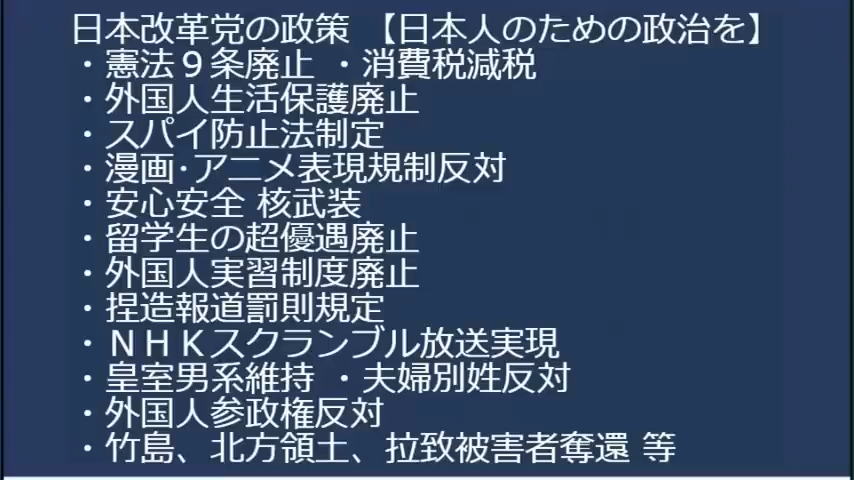 日本改革党の政策 【日本人のための政治を】
・憲法９条廃止 ・消費税減税
・外国人生活保護廃止
・スパイ防止法制定
・漫画･アニメ表現規制反対
・安心安全 核武装
・留学生の超優遇廃止
・外国人実習制度廃止
・捏造報道罰則規定
・ＮＨＫスクランブル放送実現
・皇室男系維持 ・夫婦別姓反対
・外国人参政権反対
・竹島、北方領土、拉致被害者奪還 等